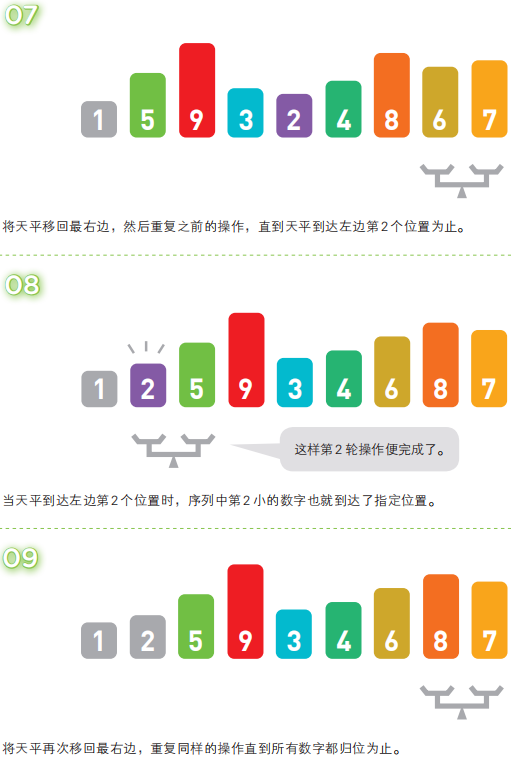 07
1 5 9 3 2 4 8 6 7
将天平移回最右边，然后重复之前的操作，直到天平到达左边第2个位置为止。
08
1 2 5 9 3 4 6 8 7
这样第2轮操作便完成了。
当天平到达左边第2个位置时，序列中第2小的数字也就到达了指定位置。
09
1 2 5 9 3 4 6 8 7
将天平再次移回最右边，重复同样的操作直到所有数字都归位为止。